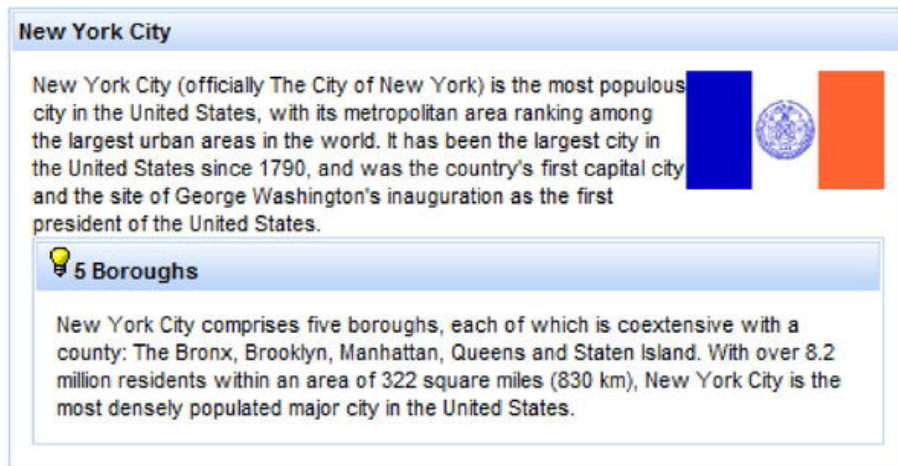 New York City
New York City (officially The City of New York) is the most populous
city in the United States, with its metropolitan area ranking among
the largest urban areas in the world. It has been the largest city in
the United States since 1790, and was the country's first capital city
and the site of George Washington's inauguration as the first
president of the United States.
5 Boroughs
New York City comprises five boroughs, each of which is coextensive with a
county: The Bronx, Brooklyn, Manhattan, Queens and Staten Island. With over 8.2
million residents within an area of 322 square miles (830 km), New York City is the
most densely populated major city in the United States.